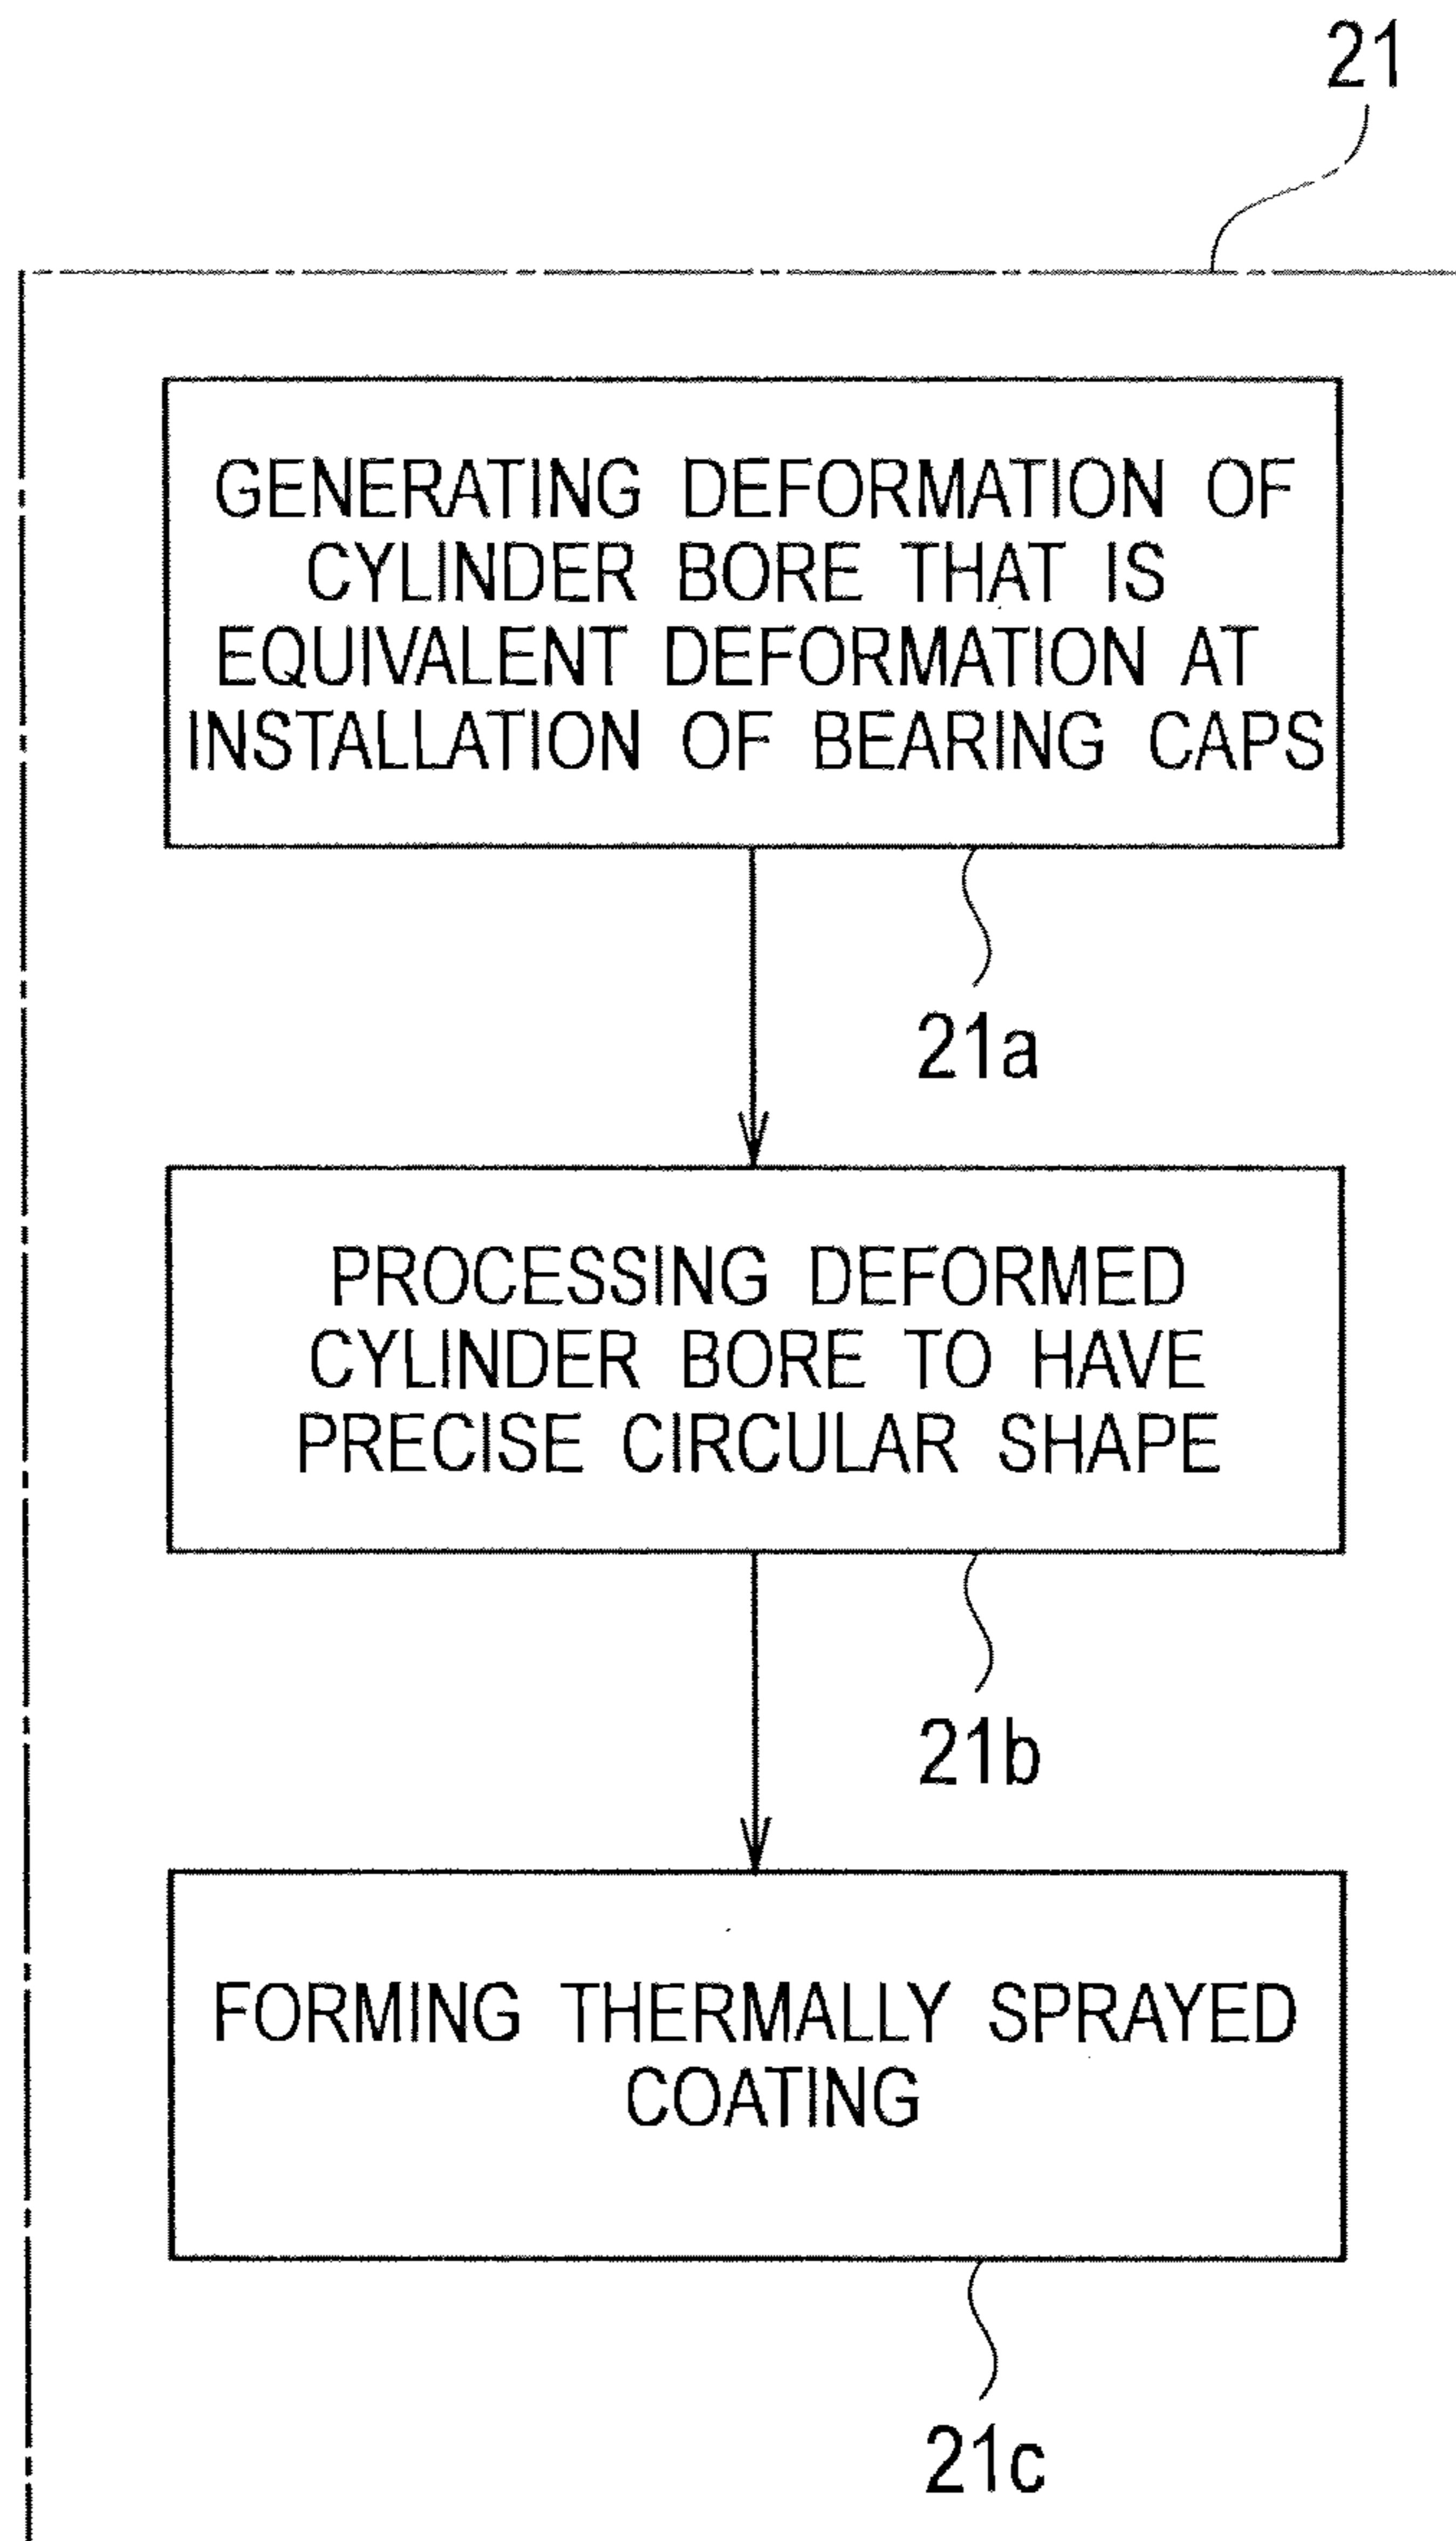 21
GENERATING DEFORMATION OF
CYLINDER BORE THAT IS
EQUIVALENT DEFORMATION AT
INSTALLATION OF BEARING CAPS
21a
PROCESSING DEFORMED
CYLINDER BORE TO HAVE
PRECISE CIRCULAR SHAPE
21b
FORMING THERMALLY SPRAYED
COATING
21c